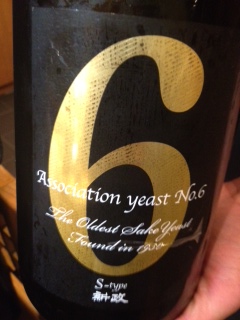 6
Association yeast No.6
The Oldest Sake Yeast
Found in 1930.
S-type
新政